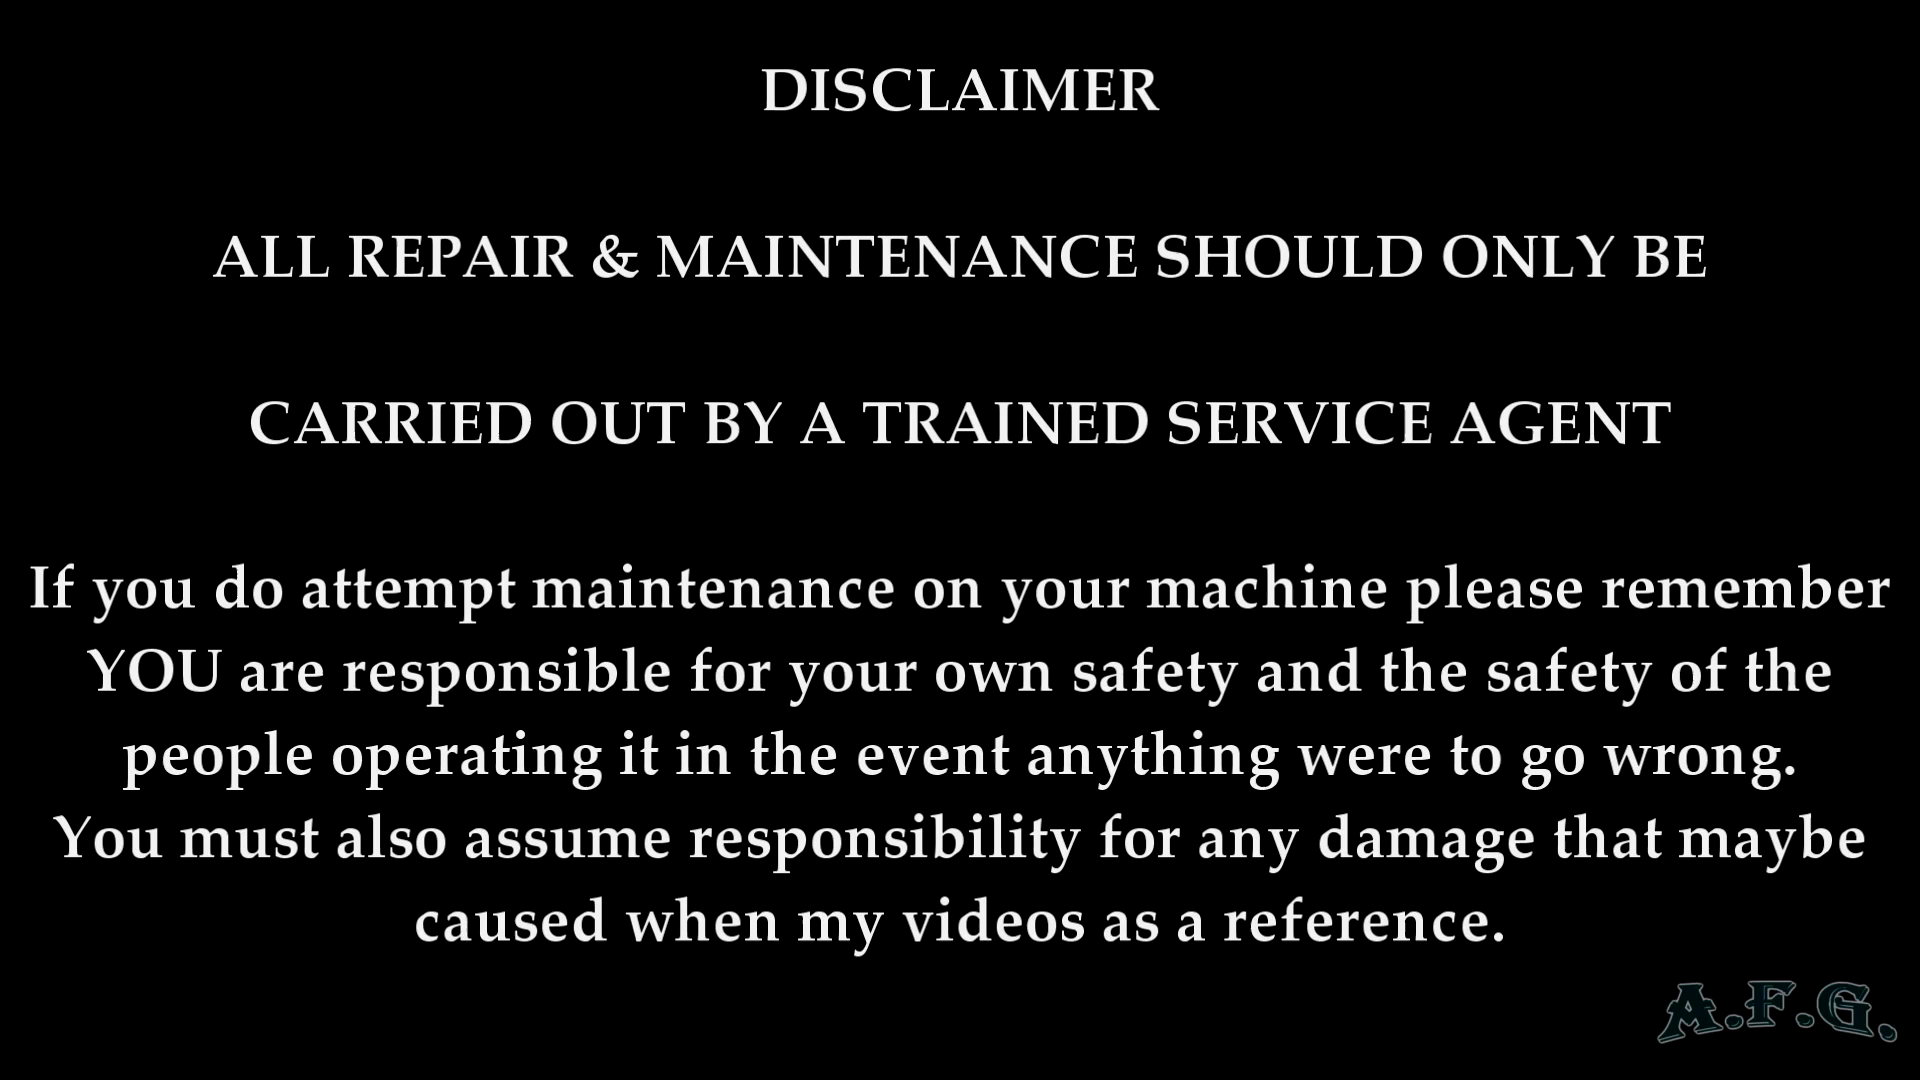 DISCLAIMER
ALL REPAIR & MAINTENANCE SHOULD ONLY BE
CARRIED OUT BY A TRAINED SERVICE AGENT
If you do attempt maintenance on your machine please remember
YOU are responsible for your own safety and the safety of the
people operating it in the event anything were to go wrong.
You must also assume responsibility for any damage that maybe
caused when my videos as a reference.
A.F.G.